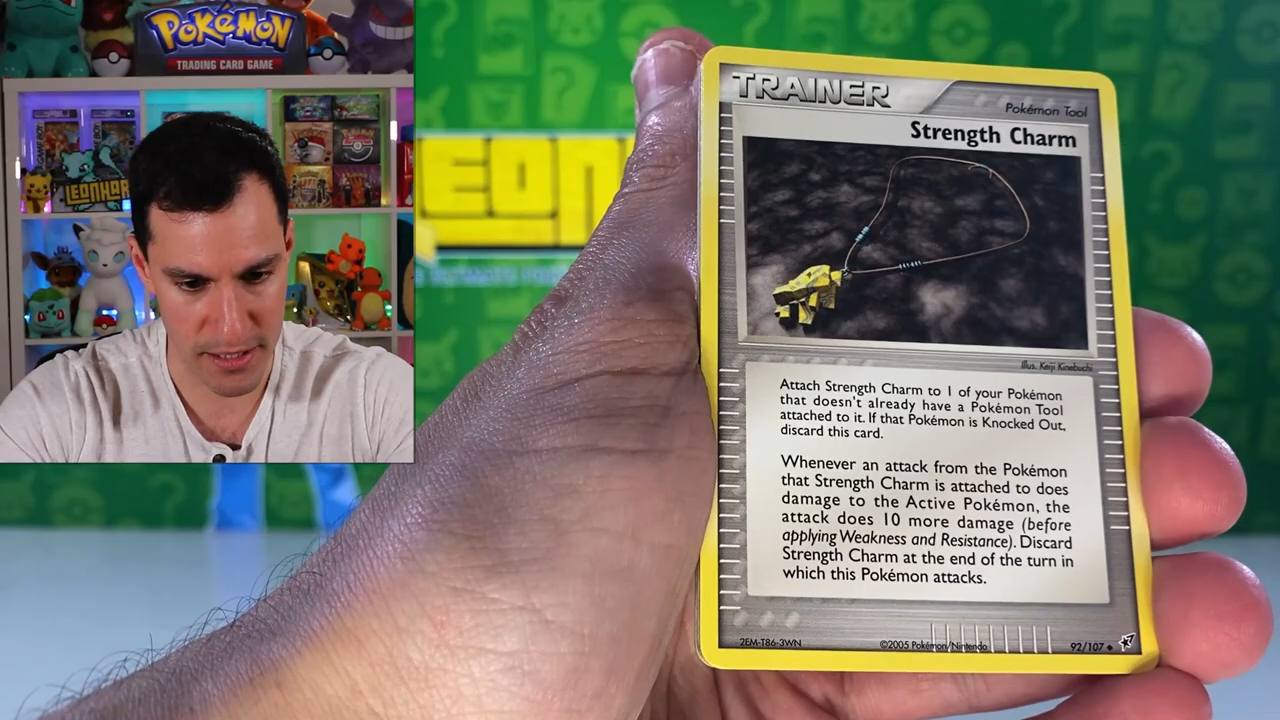 POKéMON
TRADING CARD GAME
LEONHAR
LEON
TRAINER
Pokémon Tool
Strength Charm
Illus. Keiji Kinebuchi
Attach Strength Charm to 1 of your Pokémon
that doesn't already have a Pokémon Tool
attached to it. If that Pokémon is Knocked Out,
discard this card.
Whenever an attack from the Pokémon
that Strength Charm is attached to does
damage to the Active Pokémon, the
attack does 10 more damage (before
applying Weakness and Resistance). Discard
Strength Charm at the end of the turn in
which this Pokémon attacks.
2EM-T86-3WN
©2005 Pokémon/Nintendo
92/107